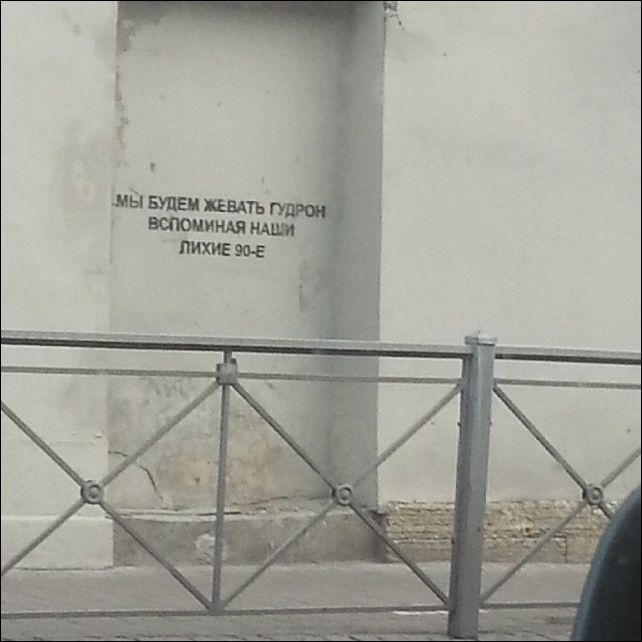 МЫ БУДЕМ ЖЕВАТЬ ГУДРОН
ВСПОМИНАЯ НАШИ
ЛИХИЕ 90-Е